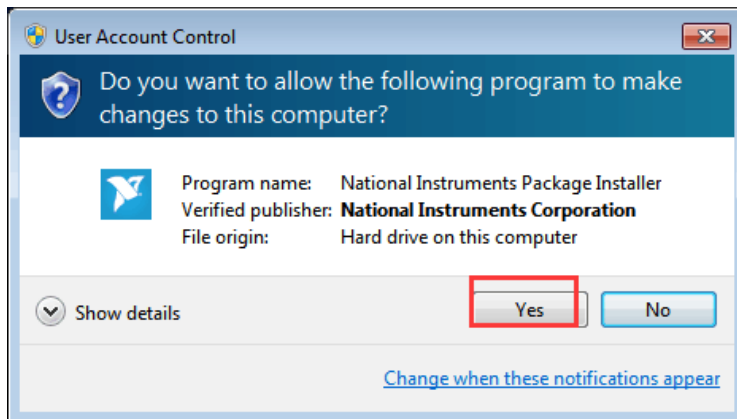 User Account Control
Do you want to allow the following program to make
changes to this computer?
Program name: National Instruments Package Installer
Verified publisher: National Instruments Corporation
File origin: Hard drive on this computer
Show details
Yes
No
Change when these notifications appear